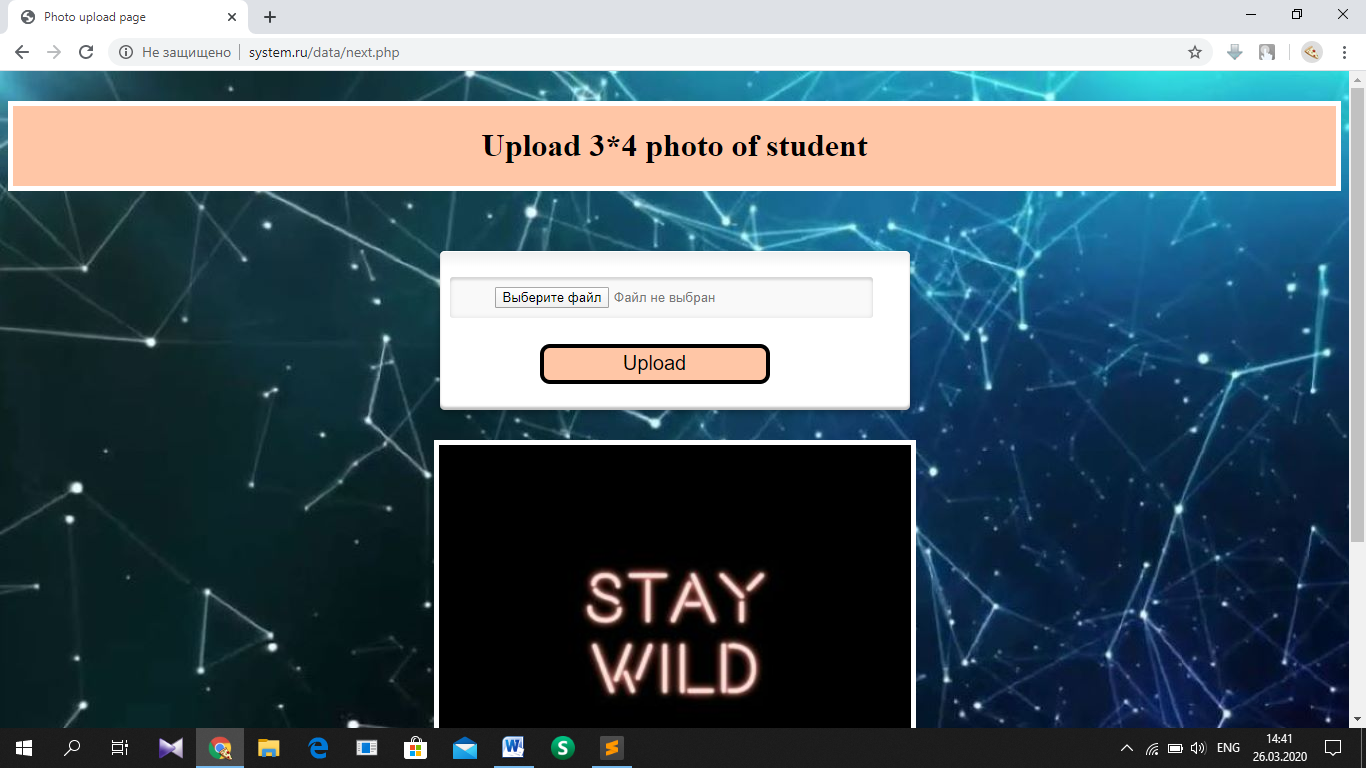 Photo upload page
Не защищено
system.ru/data/next.php
Upload 3*4 photo of student
Выберите файл Файл не выбран
Upload
STAY
WILD
ENG
14:41
26.03.2020